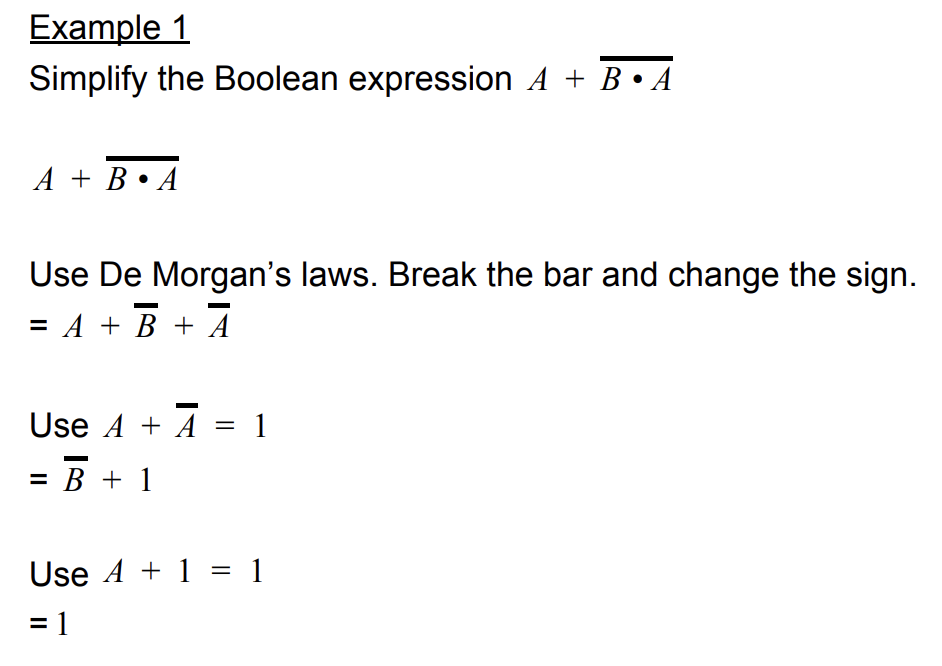 Example 1
Simplify the Boolean expression A + B̅ ̅•̅ ̅A̅
A + B̅ ̅•̅ ̅A̅
Use De Morgan’s laws. Break the bar and change the sign.
= A + B̅ + A̅
Use A + A̅ = 1
= B̅ + 1
Use A + 1 = 1
= 1